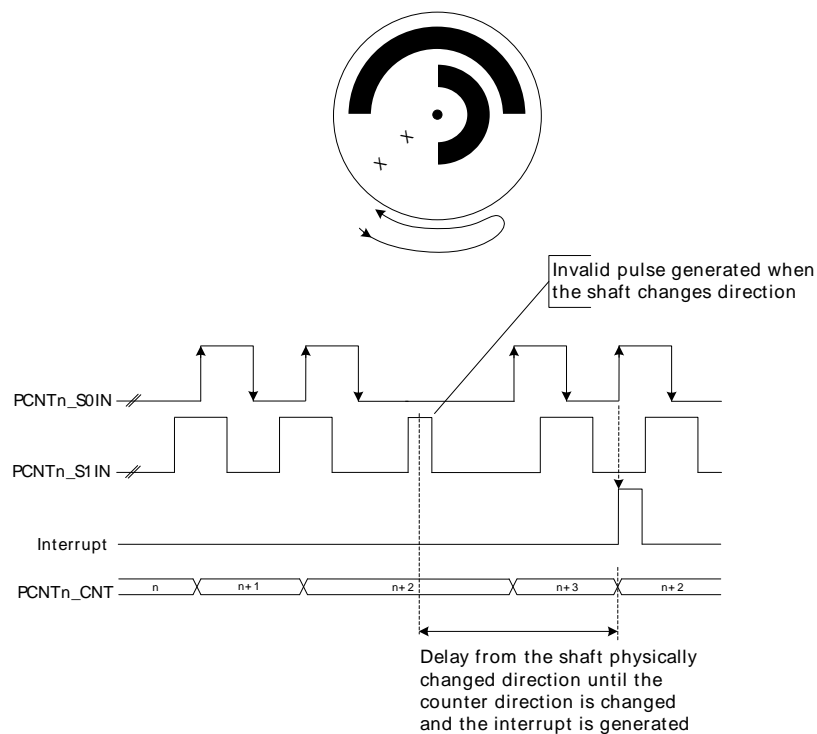 X
X
Invalid pulse generated when
the shaft changes direction
PCNTn_S0IN
PCNTn_S1IN
Interrupt
PCNTn_CNT
n
n+1
n+2
n+3
n+2
Delay from the shaft physically
changed direction until the
counter direction is changed
and the interrupt is generated